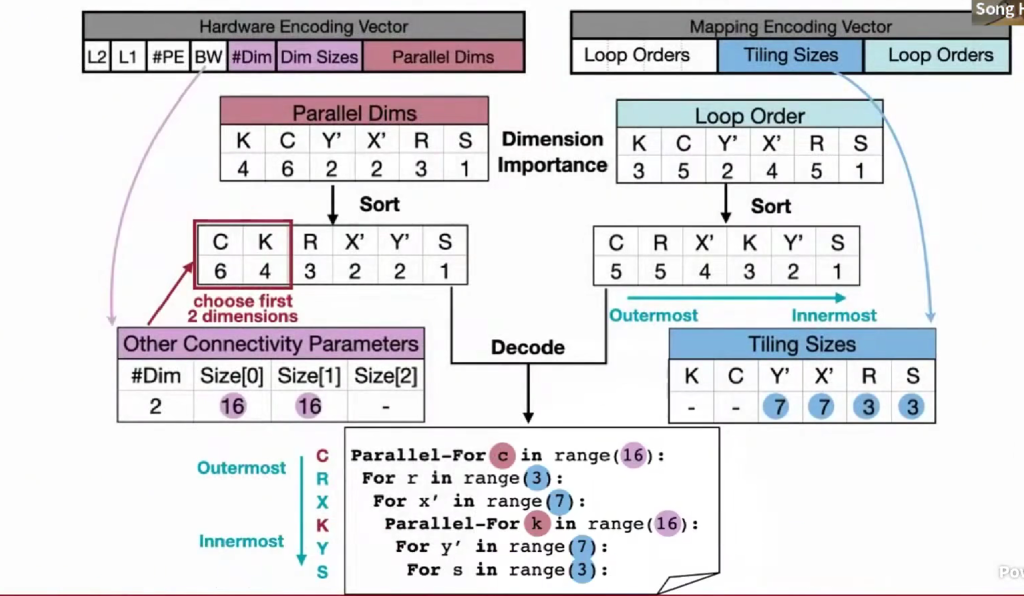 Song H
Hardware Encoding Vector
L2 L1 #PE BW #Dim Dim Sizes Parallel Dims
Mapping Encoding Vector
Loop Orders Tiling Sizes Loop Orders
Parallel Dims
K C Y' X' R S
4 6 2 2 3 1
Dimension
Importance
Loop Order
K C Y' X' R S
3 5 2 4 5 1
Sort
Sort
C K R X' Y' S
6 4 3 2 2 1
choose first
2 dimensions
C R X' K Y' S
5 5 4 3 2 1
Outermost Innermost
Other Connectivity Parameters
#Dim Size[0] Size[1] Size[2]
2 16 16 -
Decode
Tiling Sizes
K C Y' X' R S
- - 7 7 3 3
Outermost
Innermost
C
R
X
K
Y
S
Parallel-For c in range(16):
For r in range(3):
For x' in range(7):
Parallel-For k in range(16):
For y' in range(7):
For s in range(3):